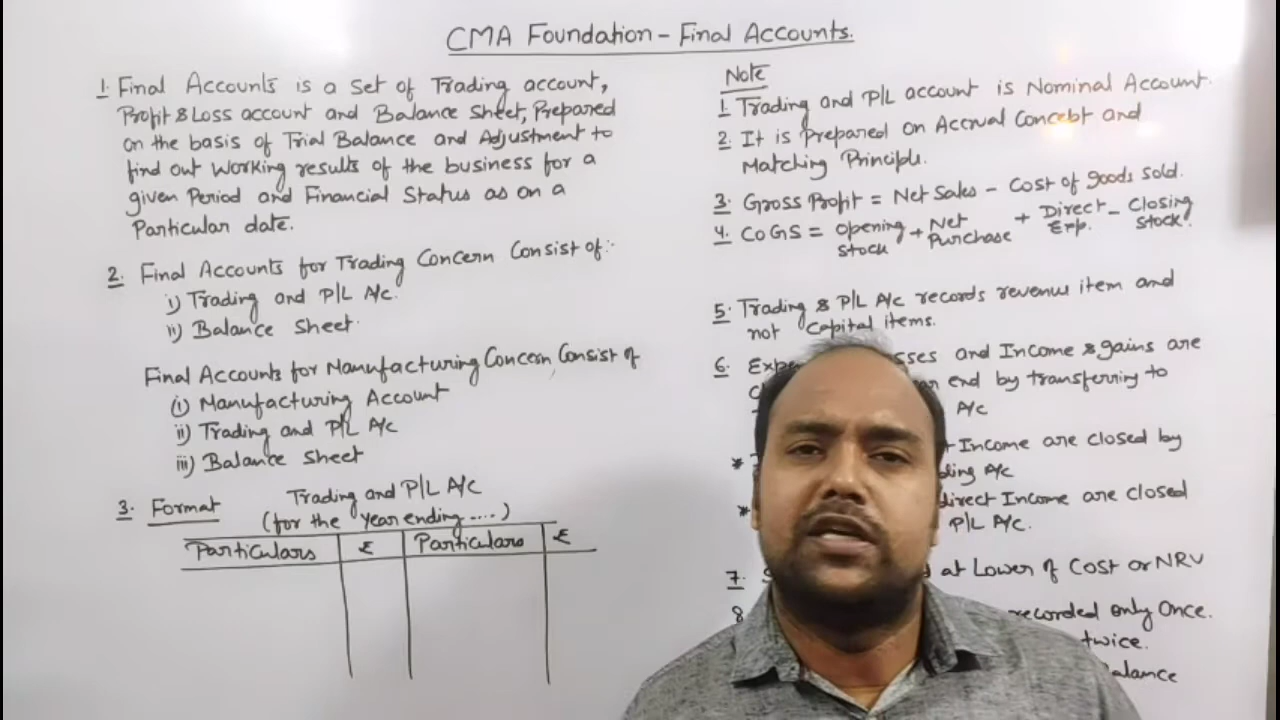 CMA Foundation - Final Accounts.
1. Final Accounts is a set of Trading account,
Profit & Loss account and Balance Sheet, Prepared
on the basis of Trial Balance and Adjustment to
find out Working results of the business for a
given Period and Financial Status as on a
Particular date.
2. Final Accounts for Trading Concern Consist of:-
i) Trading and P/L A/c.
ii) Balance Sheet.
Final Accounts for Manufacturing Concern, Consist of
(i) Manufacturing Account
ii) Trading and P/L A/c
iii) Balance Sheet
3. Format
Trading and P/L A/c
(for the Year ending ....)
Particulars ₹ Particulars ₹
Note
1. Trading and P/L account is Nominal Account.
2. It is Prepared on Accrual Concept and
Matching Principle.
3. Gross Profit = Net Sales - Cost of goods sold.
4. COGS = opening stock + Net Purchase + Direct Exp. - Closing stock.
5. Trading & P/L A/c records revenue item and
not Capital items.
6. and Income & gains are
end by transferring to
A/c
* Income are closed by
A/c
* direct Income are closed
P/L A/c.
7. at Lower of Cost or NRV
8 recorded only Once.
twice.